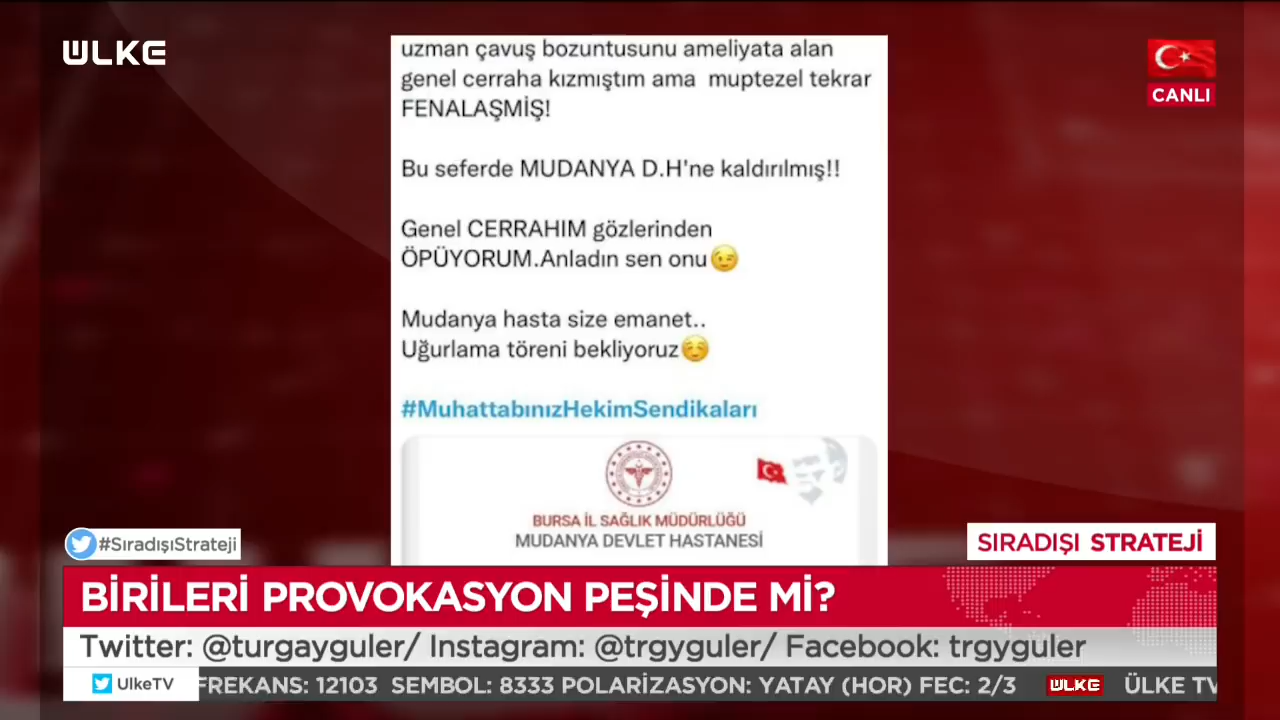 ÜLKE
CANLI
uzman çavuş bozuntusunu ameliyata alan
genel cerraha kızmıştım ama muptezel tekrar
FENALAŞMİŞ!
Bu seferde MUDANYA D.H'ne kaldırılmış!!
Genel CERRAHIM gözlerinden
ÖPÜYORUM.Anladın sen onu😉
Mudanya hasta size emanet..
Uğurlama töreni bekliyoruz☺️
#MuhattabınızHekimSendikaları
BURSA İL SAĞLIK MÜDÜRLÜĞÜ
MUDANYA DEVLET HASTANESİ
#SıradışıStrateji
SIRADIŞI STRATEJİ
BİRİLERİ PROVOKASYON PEŞİNDE Mİ?
Twitter: @turgayguler/ Instagram: @trgyguler/ Facebook: trgyguler
UlkeTV
FREKANS: 12103 SEMBOL: 8333 POLARİZASYON: YATAY (HOR) FEC: 2/3 ÜLKE ÜLKE TV